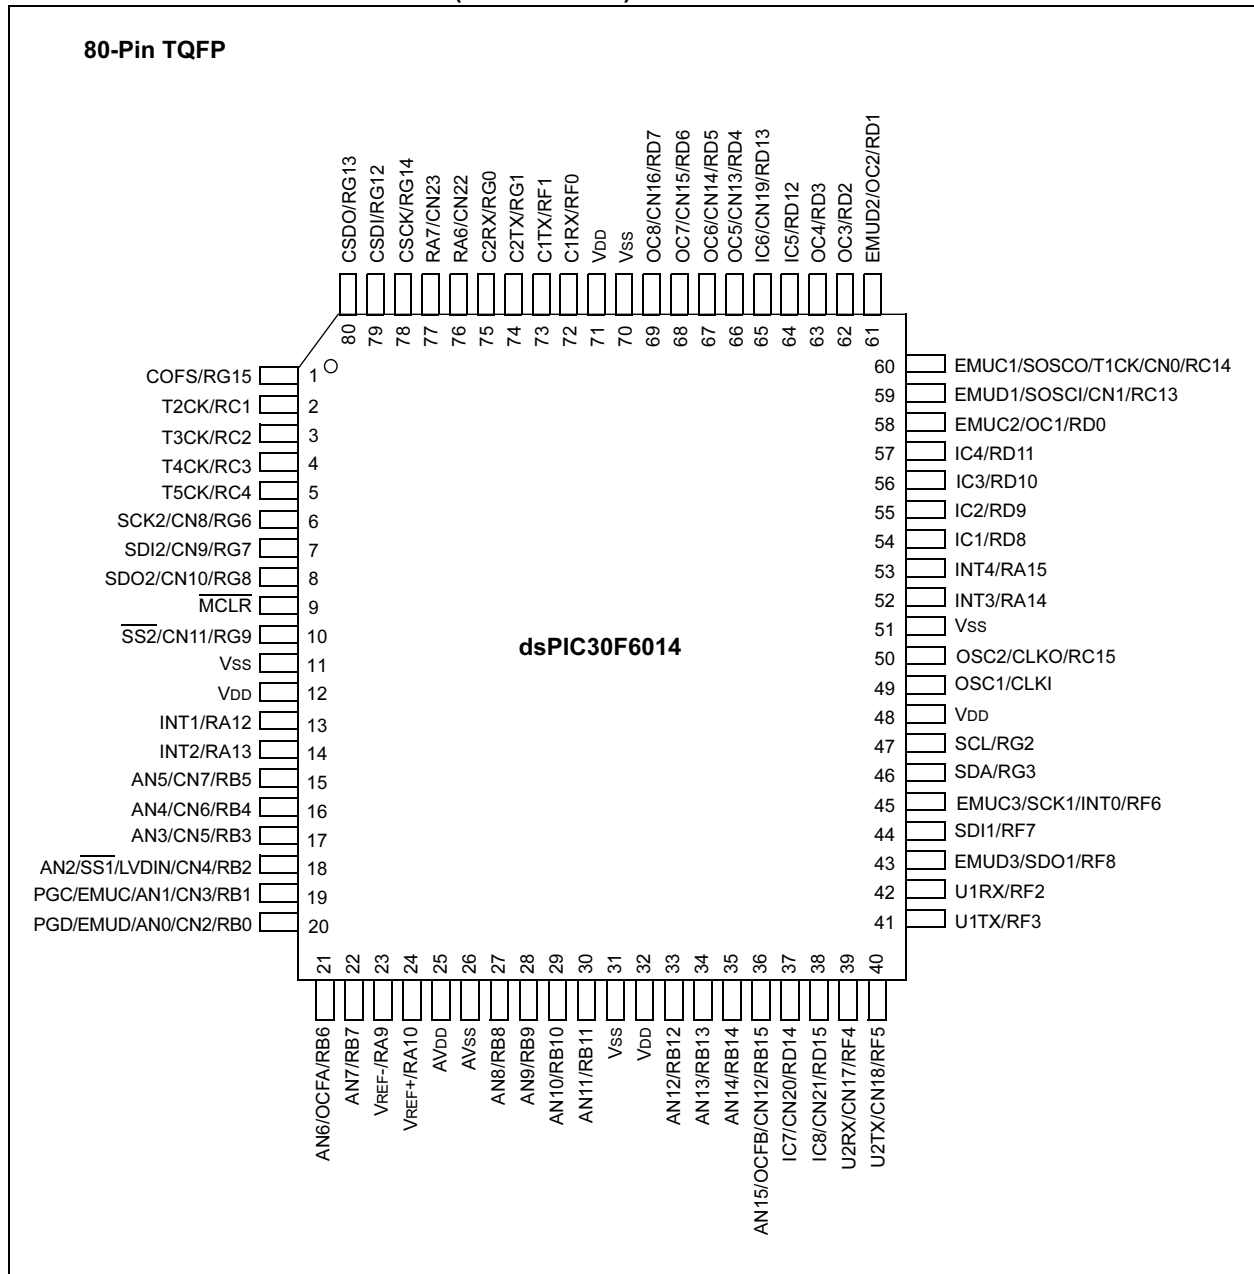 80-Pin TQFP
CSDO/RG13
CSDI/RG12
CSCK/RG14
RA7/CN23
RA6/CN22
C2RX/RG0
C2TX/RG1
C1TX/RF1
C1RX/RF0
VDD
VSS
OC8/CN16/RD7
OC7/CN15/RD6
OC6/CN14/RD5
OC5/CN13/RD4
IC6/CN19/RD13
IC5/RD12
OC4/RD3
OC3/RD2
EMUD2/OC2/RD1
80
79
78
77
76
75
74
73
72
71
70
69
68
67
66
65
64
63
62
61
COFS/RG15 1
T2CK/RC1 2
T3CK/RC2 3
T4CK/RC3 4
T5CK/RC4 5
SCK2/CN8/RG6 6
SDI2/CN9/RG7 7
SDO2/CN10/RG8 8
MCLR 9
SS2/CN11/RG9 10
VSS 11
VDD 12
INT1/RA12 13
INT2/RA13 14
AN5/CN7/RB5 15
AN4/CN6/RB4 16
AN3/CN5/RB3 17
AN2/SS1/LVDIN/CN4/RB2 18
PGC/EMUC/AN1/CN3/RB1 19
PGD/EMUD/AN0/CN2/RB0 20
dsPIC30F6014
60 EMUC1/SOSCO/T1CK/CN0/RC14
59 EMUD1/SOSCI/CN1/RC13
58 EMUC2/OC1/RD0
57 IC4/RD11
56 IC3/RD10
55 IC2/RD9
54 IC1/RD8
53 INT4/RA15
52 INT3/RA14
51 VSS
50 OSC2/CLKO/RC15
49 OSC1/CLKI
48 VDD
47 SCL/RG2
46 SDA/RG3
45 EMUC3/SCK1/INT0/RF6
44 SDI1/RF7
43 EMUD3/SDO1/RF8
42 U1RX/RF2
41 U1TX/RF3
21
22
23
24
25
26
27
28
29
30
31
32
33
34
35
36
37
38
39
40
AN6/OCFA/RB6
AN7/RB7
VREF-/RA9
VREF+/RA10
AVDD
AVSS
AN8/RB8
AN9/RB9
AN10/RB10
AN11/RB11
VSS
VDD
AN12/RB12
AN13/RB13
AN14/RB14
AN15/OCFB/CN12/RB15
IC7/CN20/RD14
IC8/CN21/RD15
U2RX/CN17/RF4
U2TX/CN18/RF5